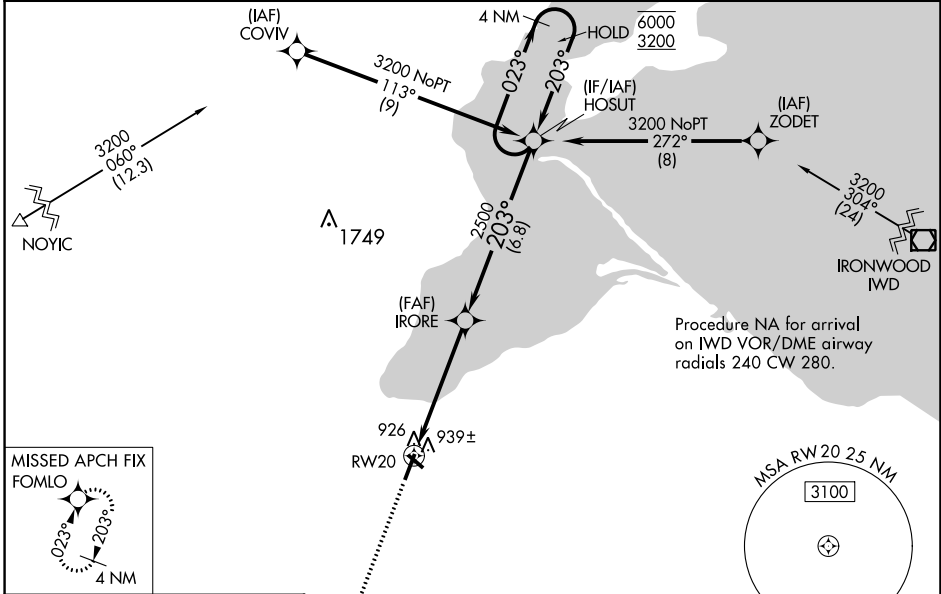 (IAF)
COVIV
4 NM
HOLD
6000
3200
023°
203°
3200 NoPT
113°
(9)
(IF/IAF)
HOSUT
(IAF)
ZODET
3200 NoPT
272°
(8)
3200
060°
(12.3)
NOYIC
3200
304°
(24)
IRONWOOD
IWD
1749
2500
203°
(6.8)
(FAF)
IRORE
Procedure NA for arrival
on IWD VOR/DME airway
radials 240 CW 280.
926
939±
RW20
MISSED APCH FIX
FOMLO
023°
203°
4 NM
MSA RW20 25 NM
3100